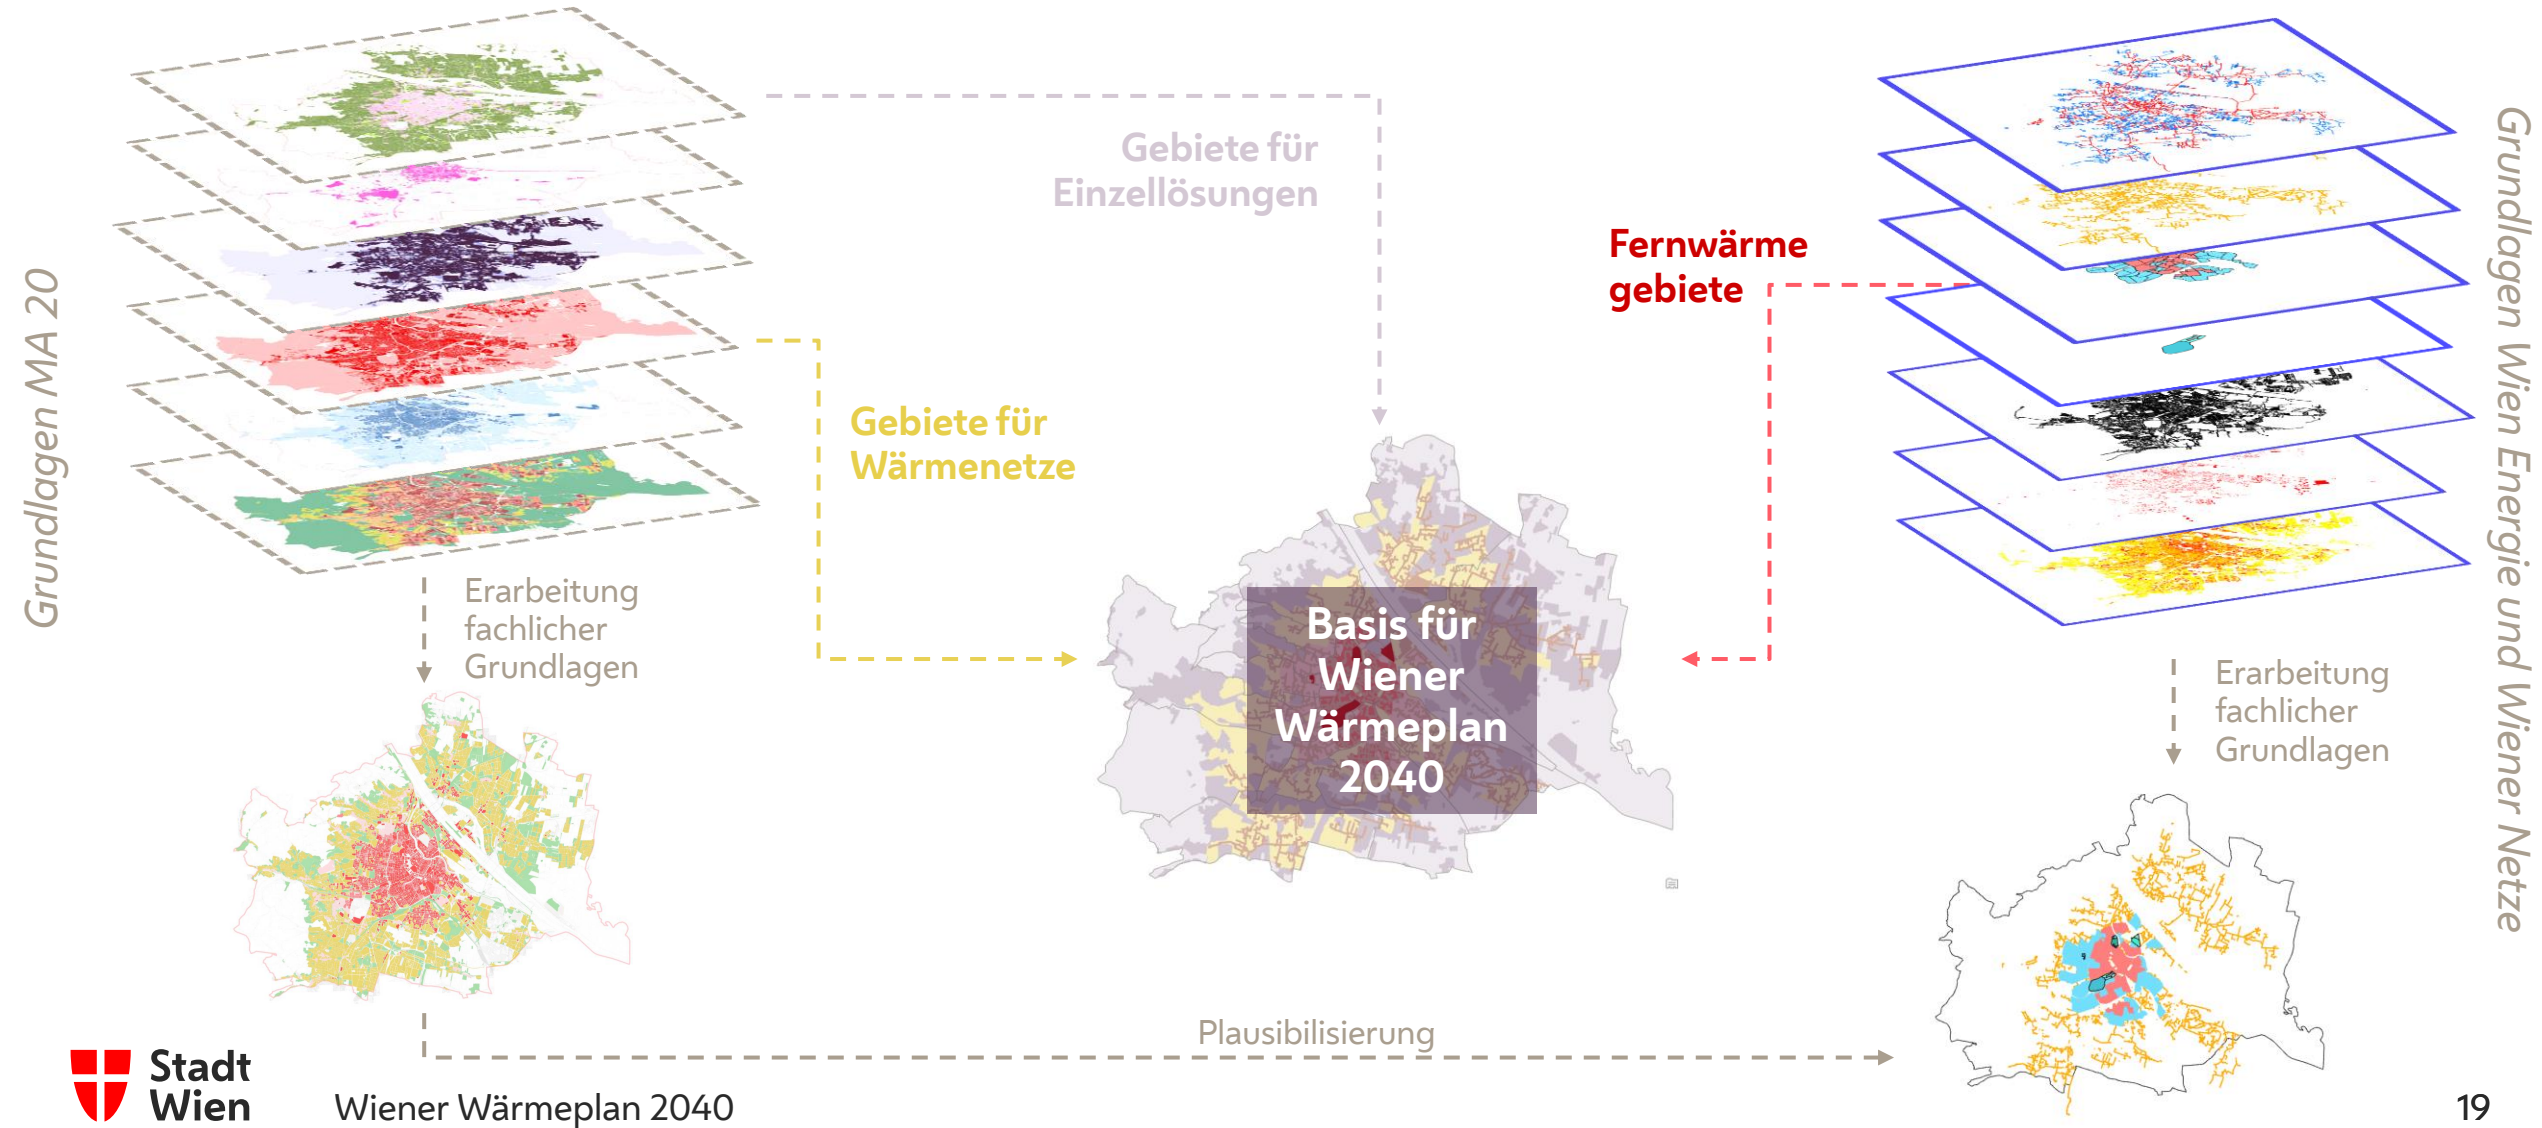 Grundlagen MA 20
Gebiete für
Einzellösungen
Fernwärme
gebiete
Gebiete für
Wärmenetze
Grundlagen Wien Energie und Wiener Netze
Erarbeitung
fachlicher
Grundlagen
Basis für
Wiener
Wärmeplan
2040
Erarbeitung
fachlicher
Grundlagen
Plausibilisierung
Stadt
Wien
Wiener Wärmeplan 2040
19